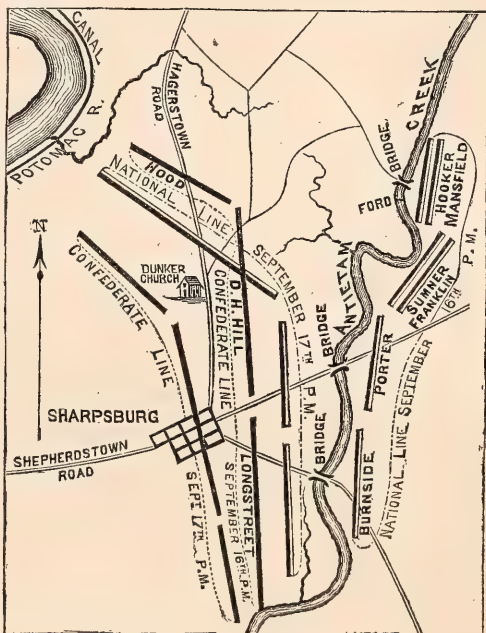 CANAL
POTOMAC R.
HAGERSTOWN
ROAD
CREEK
BRIDGE
FORD
HOOKER
MANSFIELD
P.M.
HOOD
NATIONAL LINE
SEPTEMBER 17TH P.M.
CONFEDERATE
LINE
SEPT. 17TH P.M.
DUNKER
CHURCH
D.H. HILL
CONFEDERATE LINE
SEPTEMBER 16TH P.M.
ANTIETAM
SUMNER
FRANKLIN
16TH
N
BRIDGE
PORTER
SHARPSBURG
SHEPHERDSTOWN
ROAD
LONGSTREET
BRIDGE
BURNSIDE
NATIONAL LINE SEPTEMBER